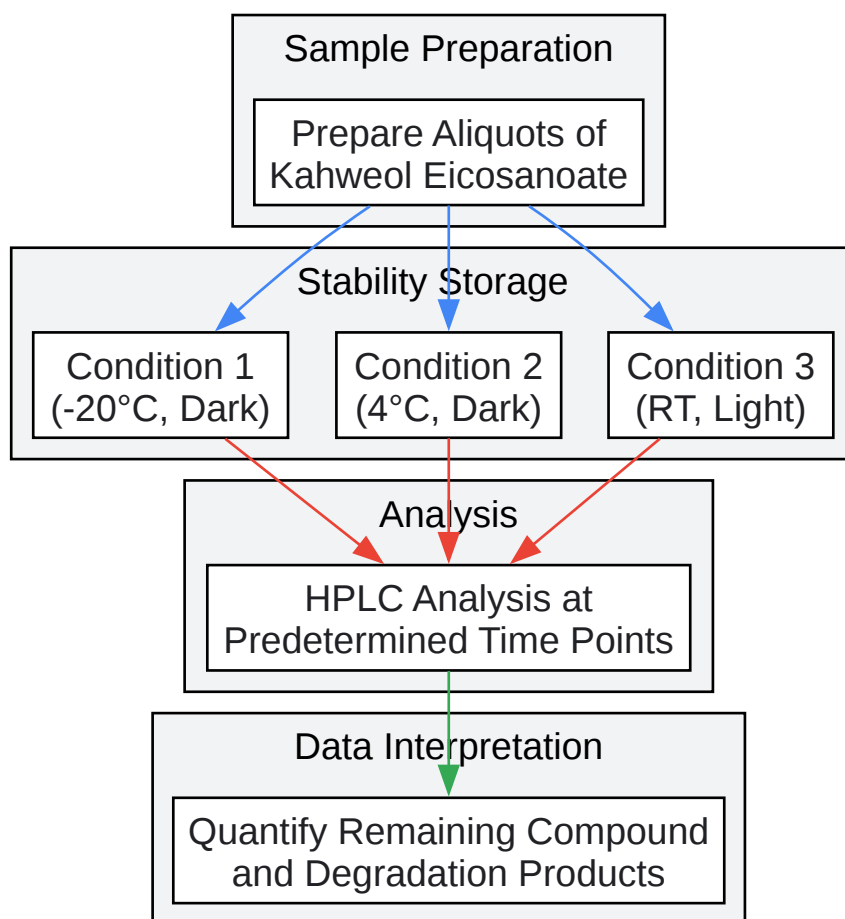 Sample Preparation
Prepare Aliquots of
Kahweol Eicosanoate
Stability Storage
Condition 1
(-20°C, Dark)
Condition 2
(4°C, Dark)
Condition 3
(RT, Light)
Analysis
HPLC Analysis at
Predetermined Time Points
Data Interpretation
Quantify Remaining Compound
and Degradation Products